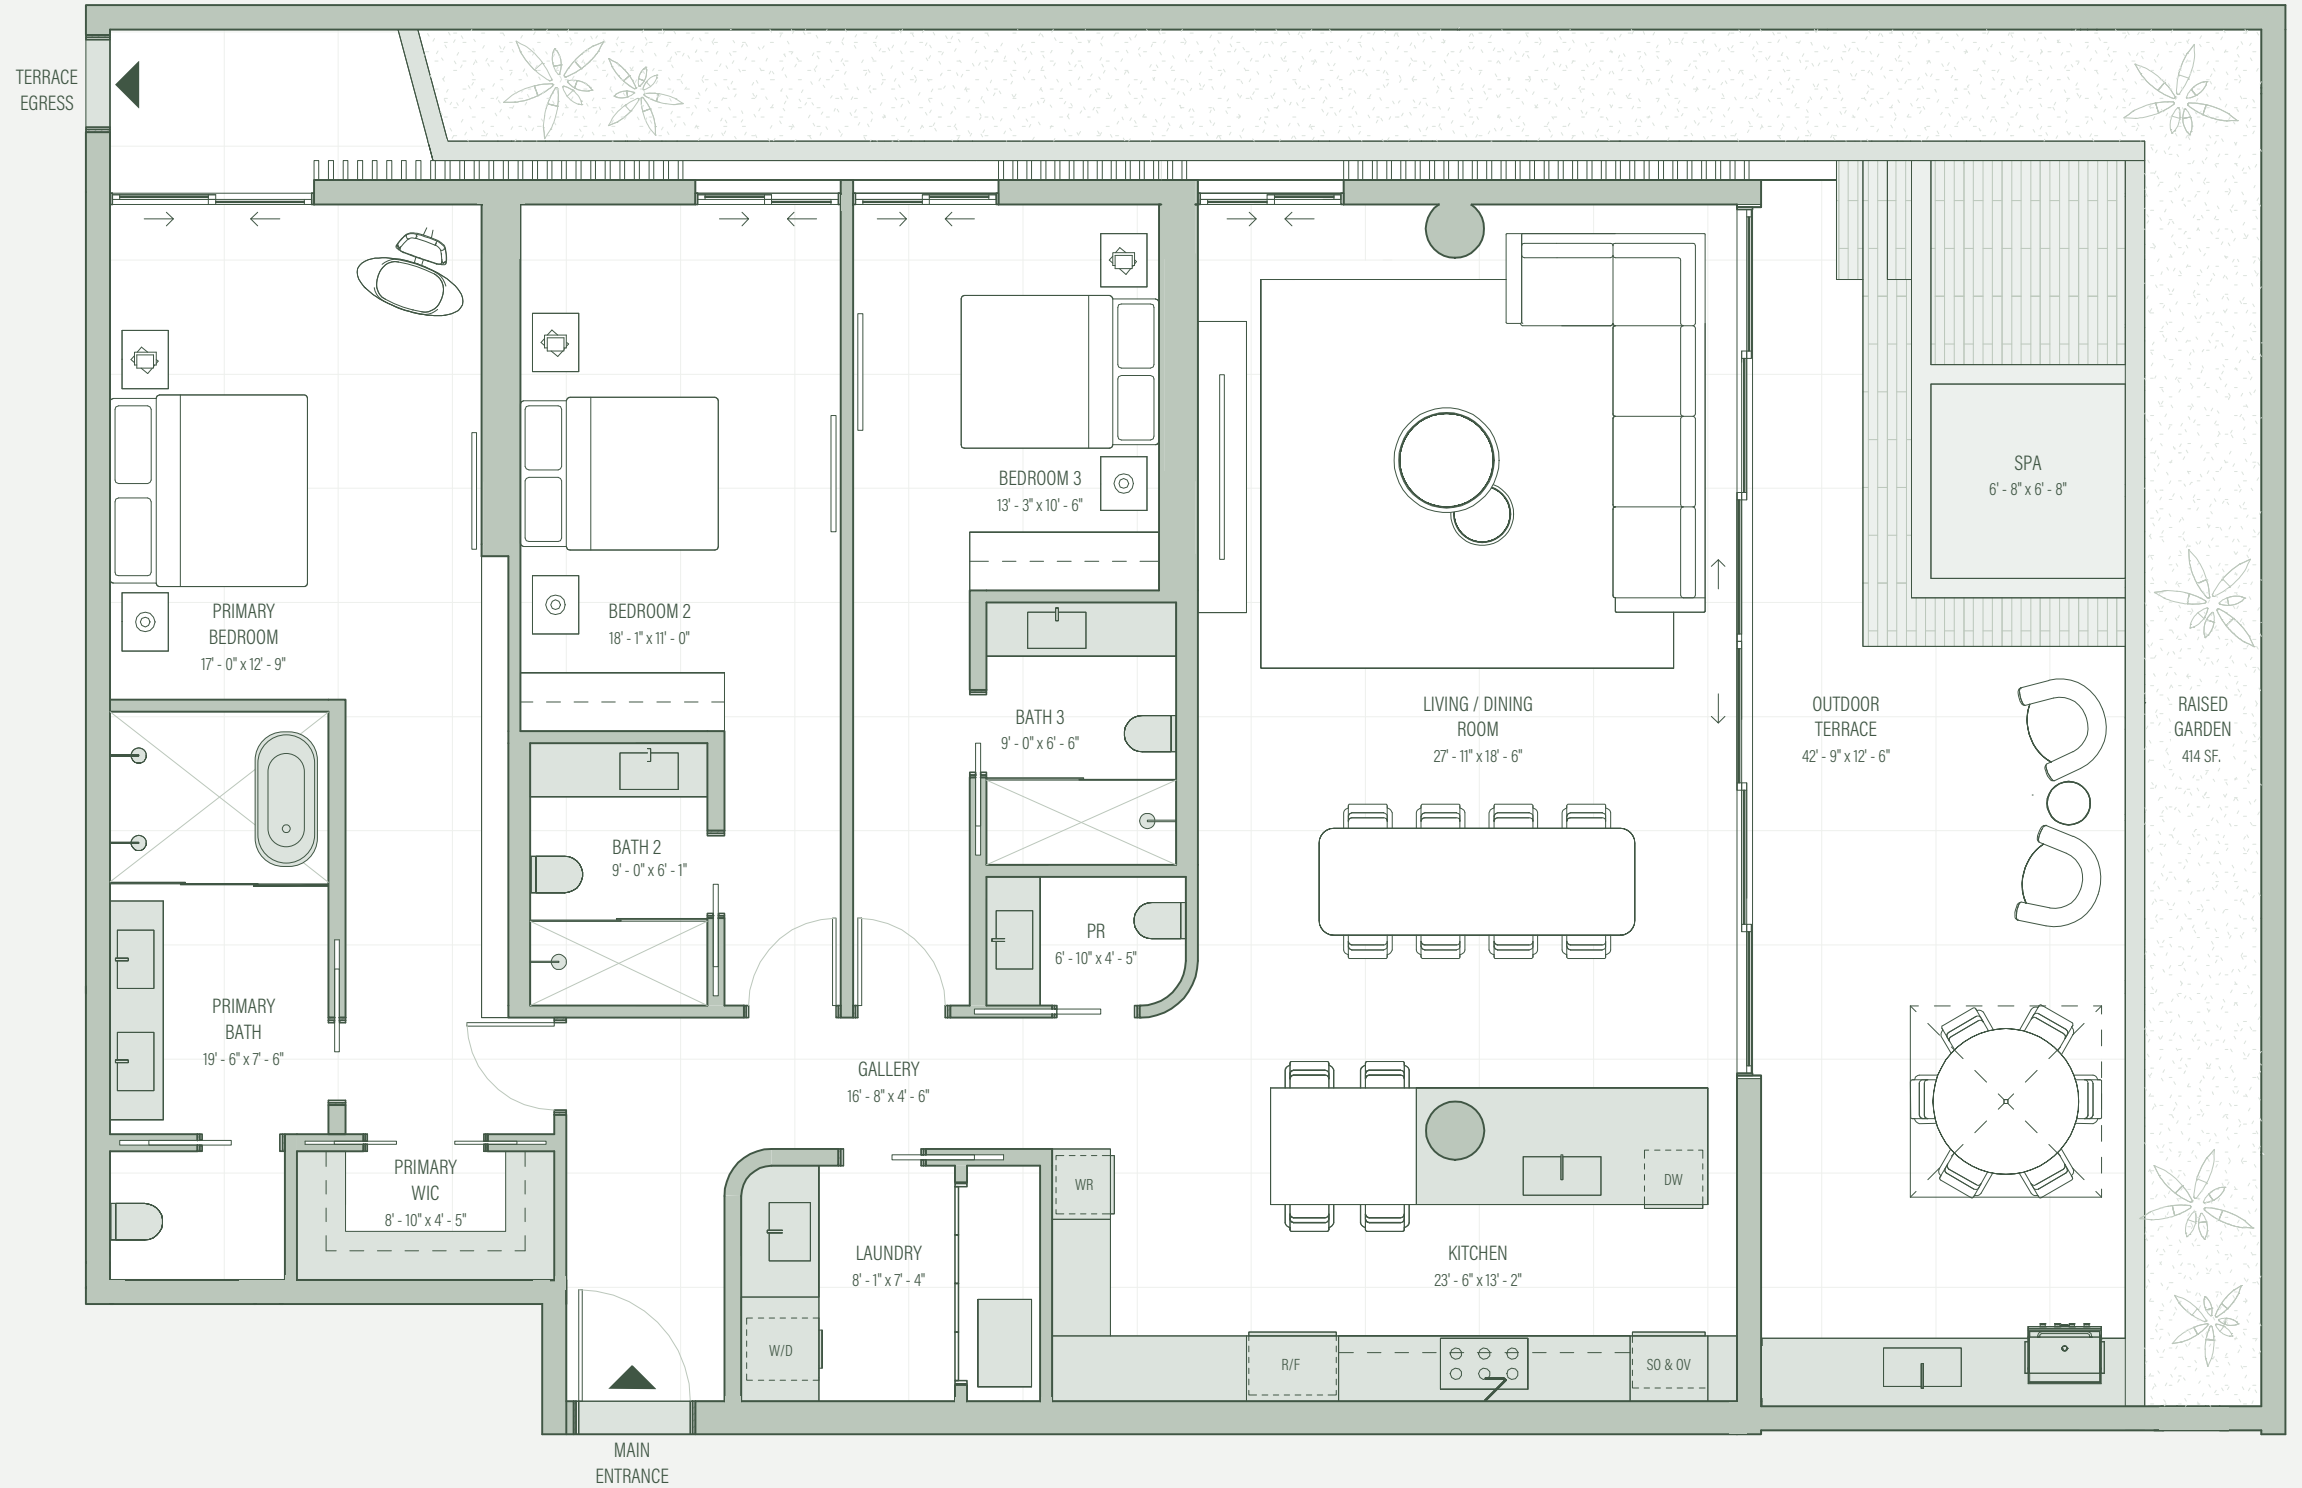 TERRACE
EGRESS
PRIMARY
BEDROOM
17' - 0" x 12' - 9"
BEDROOM 2
18' - 1" x 11' - 0"
BEDROOM 3
13' - 3" x 10' - 6"
SPA
6' - 8" x 6' - 8"
BATH 3
9' - 0" x 6' - 6"
LIVING / DINING
ROOM
27' - 11" x 18' - 6"
OUTDOOR
TERRACE
42' - 9" x 12' - 6"
RAISED
GARDEN
414 SF.
BATH 2
9' - 0" x 6' - 1"
PR
6' - 10" x 4' - 5"
PRIMARY
BATH
19' - 6" x 7' - 6"
GALLERY
16' - 8" x 4' - 6"
PRIMARY
WIC
8' - 10" x 4' - 5"
WR
DW
LAUNDRY
8' - 1" x 7' - 4"
KITCHEN
23' - 6" x 13' - 2"
W/D
R/F
SO & OV
MAIN
ENTRANCE